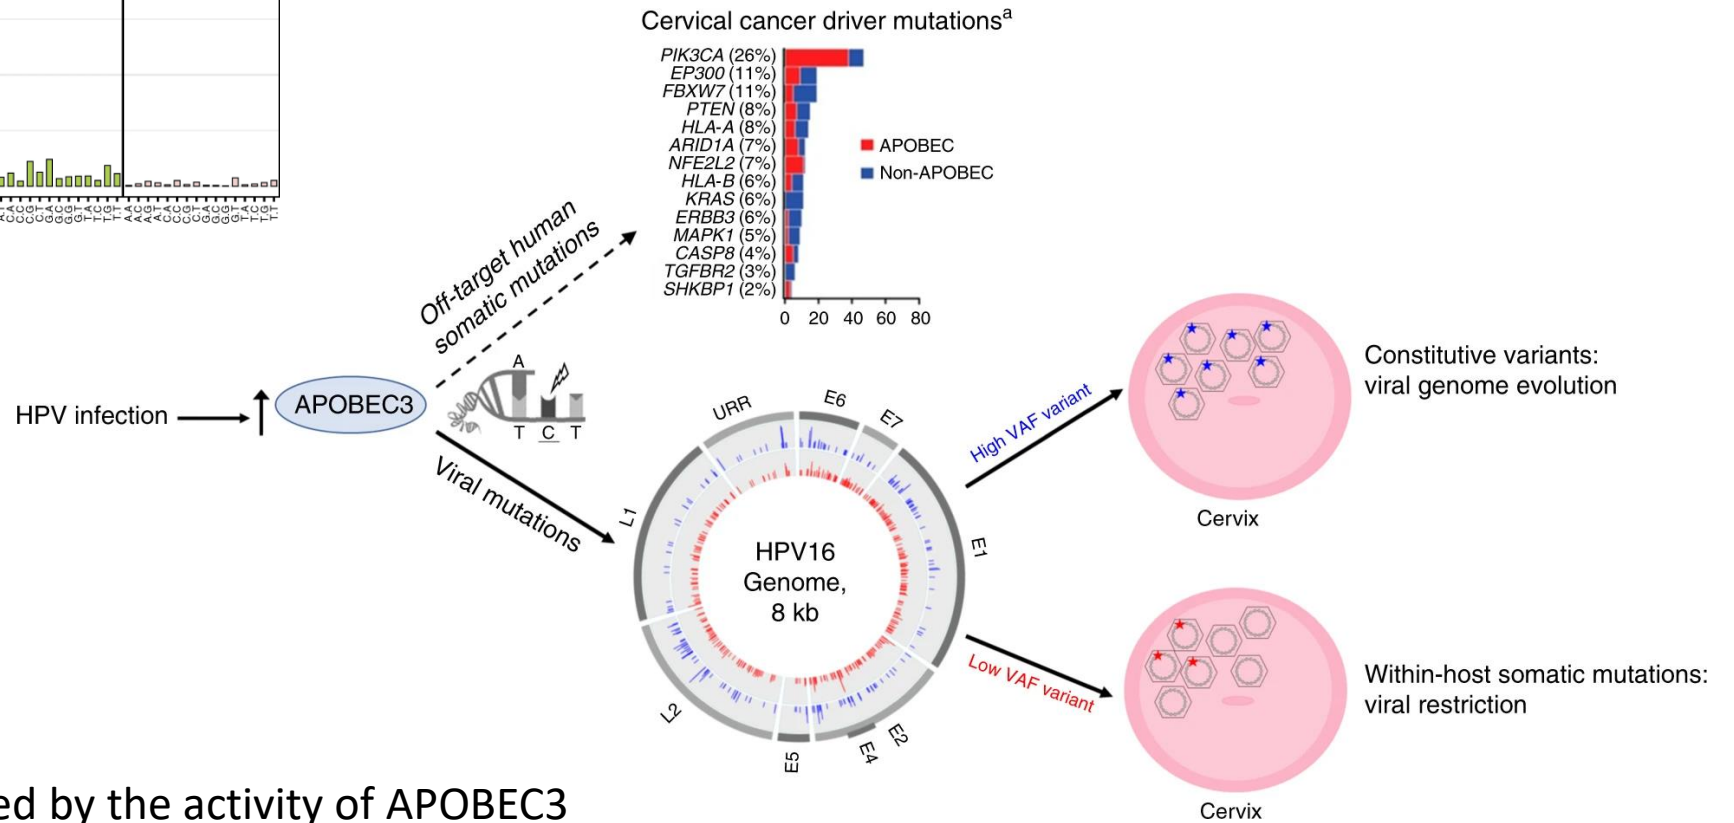 Cervical cancer driver mutationsᵃ
PIK3CA (26%)
EP300 (11%)
FBXW7 (11%)
PTEN (8%)
HLA-A (8%)
ARID1A (7%)
NFE2L2 (7%)
HLA-B (6%)
KRAS (6%)
ERBB3 (6%)
MAPK1 (5%)
CASP8 (4%)
TGFBR2 (3%)
SHKBP1 (2%)
0 20 40 60 80
APOBEC
Non-APOBEC
C.A C.C C.G C.T G.A G.C G.G G.T T.A T.C T.G T.T A.A A.C A.G A.T C.A C.C C.G C.T G.A G.C G.G G.T T.A T.C T.G T.T
Off-target human
somatic mutations
HPV infection
APOBEC3
A
T C T
Viral mutations
URR
E6
E7
L1
E1
HPV16
Genome,
8 kb
L2
E5
E4
E2
High VAF variant
Cervix
Constitutive variants:
viral genome evolution
Low VAF variant
Cervix
Within-host somatic mutations:
viral restriction
ed by the activity of APOBEC3